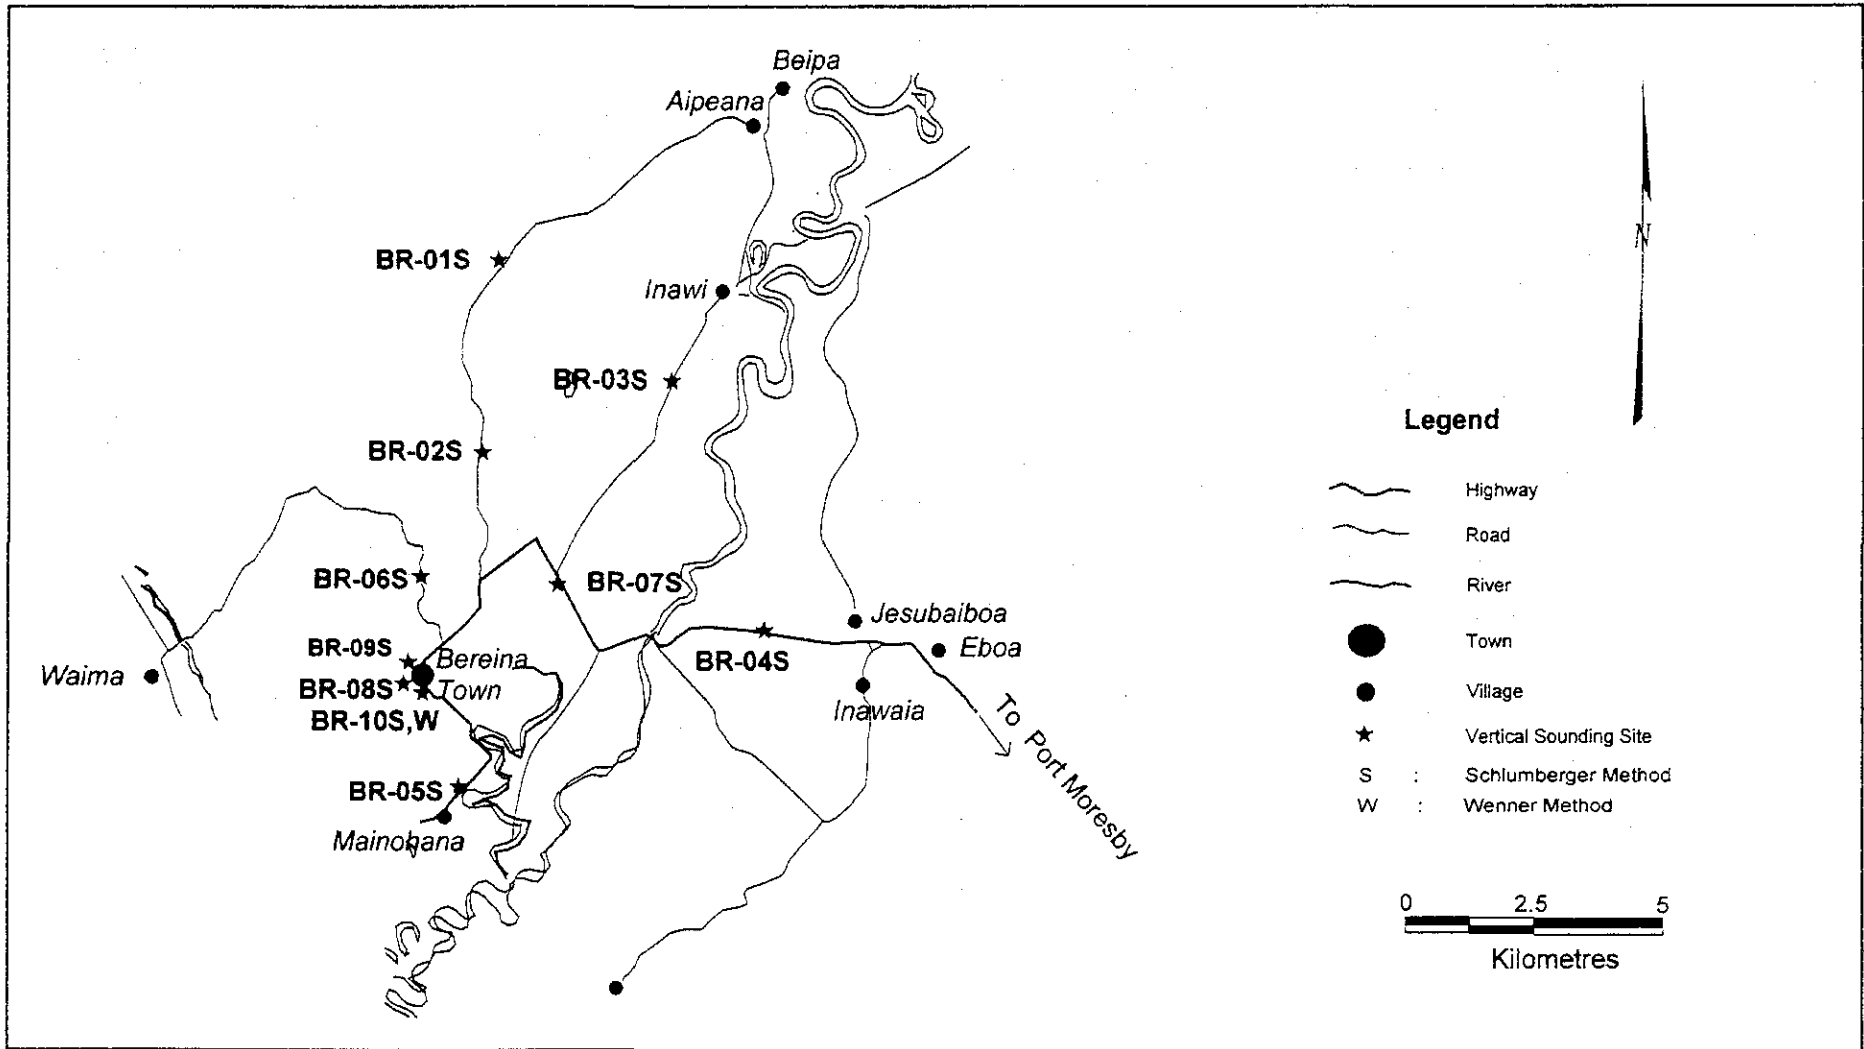 Beipa
Aipeana
BR-01S
Inawi
N
BR-03S
BR-02S
Legend
Highway
Road
River
Town
Village
Vertical Sounding Site
S : Schlumberger Method
W : Wenner Method
BR-06S
BR-07S
Jesubaiboa
Eboa
BR-09S
Bereina
Town
BR-04S
Waima
BR-08S
BR-10S,W
Inawaia
To Port Moresby
BR-05S
Mainohana
0 2.5 5
Kilometres